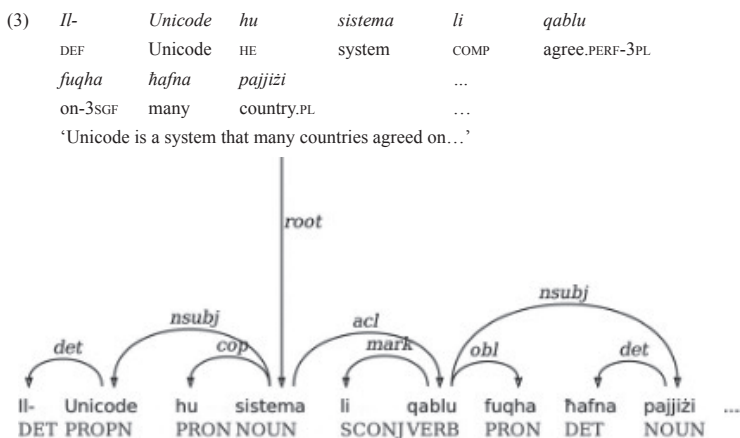 (3) Il- Unicode hu sistema li qablu
DEF Unicode HE system COMP agree.PERF-3PL
fuqha ħafna pajjiżi ...
on-3SGF many country.PL …
‘Unicode is a system that many countries agreed on…’
root
nsubj
nsubj acl
det cop mark obl det
Il- Unicode hu sistema li qablu fuqha ħafna pajjiżi ...
DET PROPN PRON NOUN SCONJ VERB PRON DET NOUN